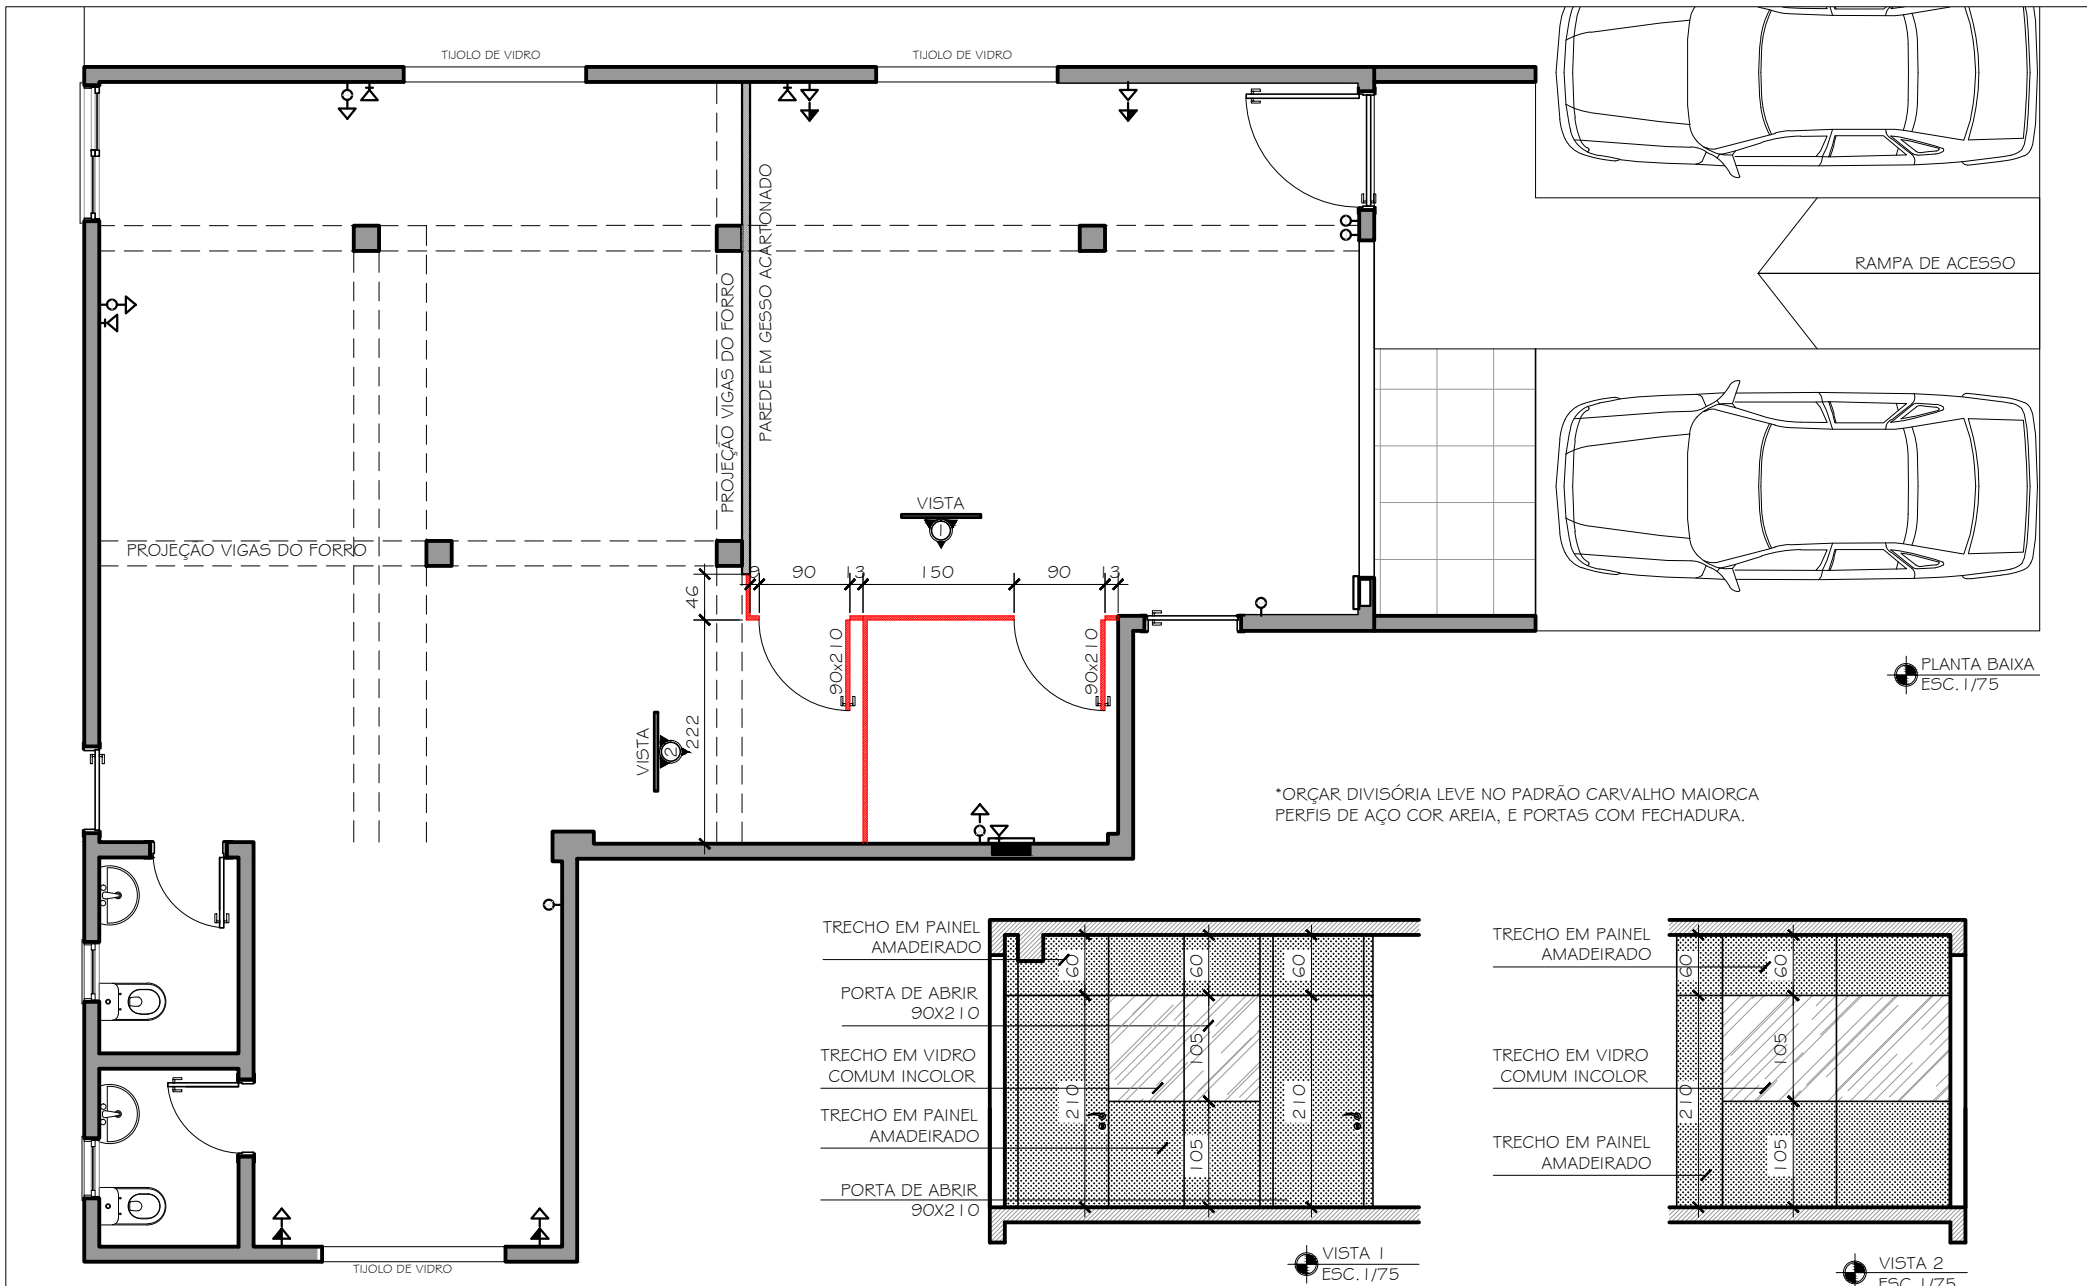 TIJOLO DE VIDRO
TIJOLO DE VIDRO
PAREDE EM GESSO ACARTONADO
PROJEÇÃO VIGAS DO FORRO
RAMPA DE ACESSO
VISTA
1
PROJEÇÃO VIGAS DO FORRO
9
90
13
150
90
13
46
90x210
90x210
222
VISTA
2
PLANTA BAIXA
ESC. 1/75
*ORÇAR DIVISÓRIA LEVE NO PADRÃO CARVALHO MAIORCA
PERFIS DE AÇO COR AREIA, E PORTAS COM FECHADURA.
TIJOLO DE VIDRO
TRECHO EM PAINEL
AMADEIRADO
PORTA DE ABRIR
90X210
TRECHO EM VIDRO
COMUM INCOLOR
TRECHO EM PAINEL
AMADEIRADO
PORTA DE ABRIR
90X210
60
60
60
210
105
210
105
VISTA 1
ESC. 1/75
TRECHO EM PAINEL
AMADEIRADO
TRECHO EM VIDRO
COMUM INCOLOR
TRECHO EM PAINEL
AMADEIRADO
60
60
105
210
105
VISTA 2
ESC. 1/75